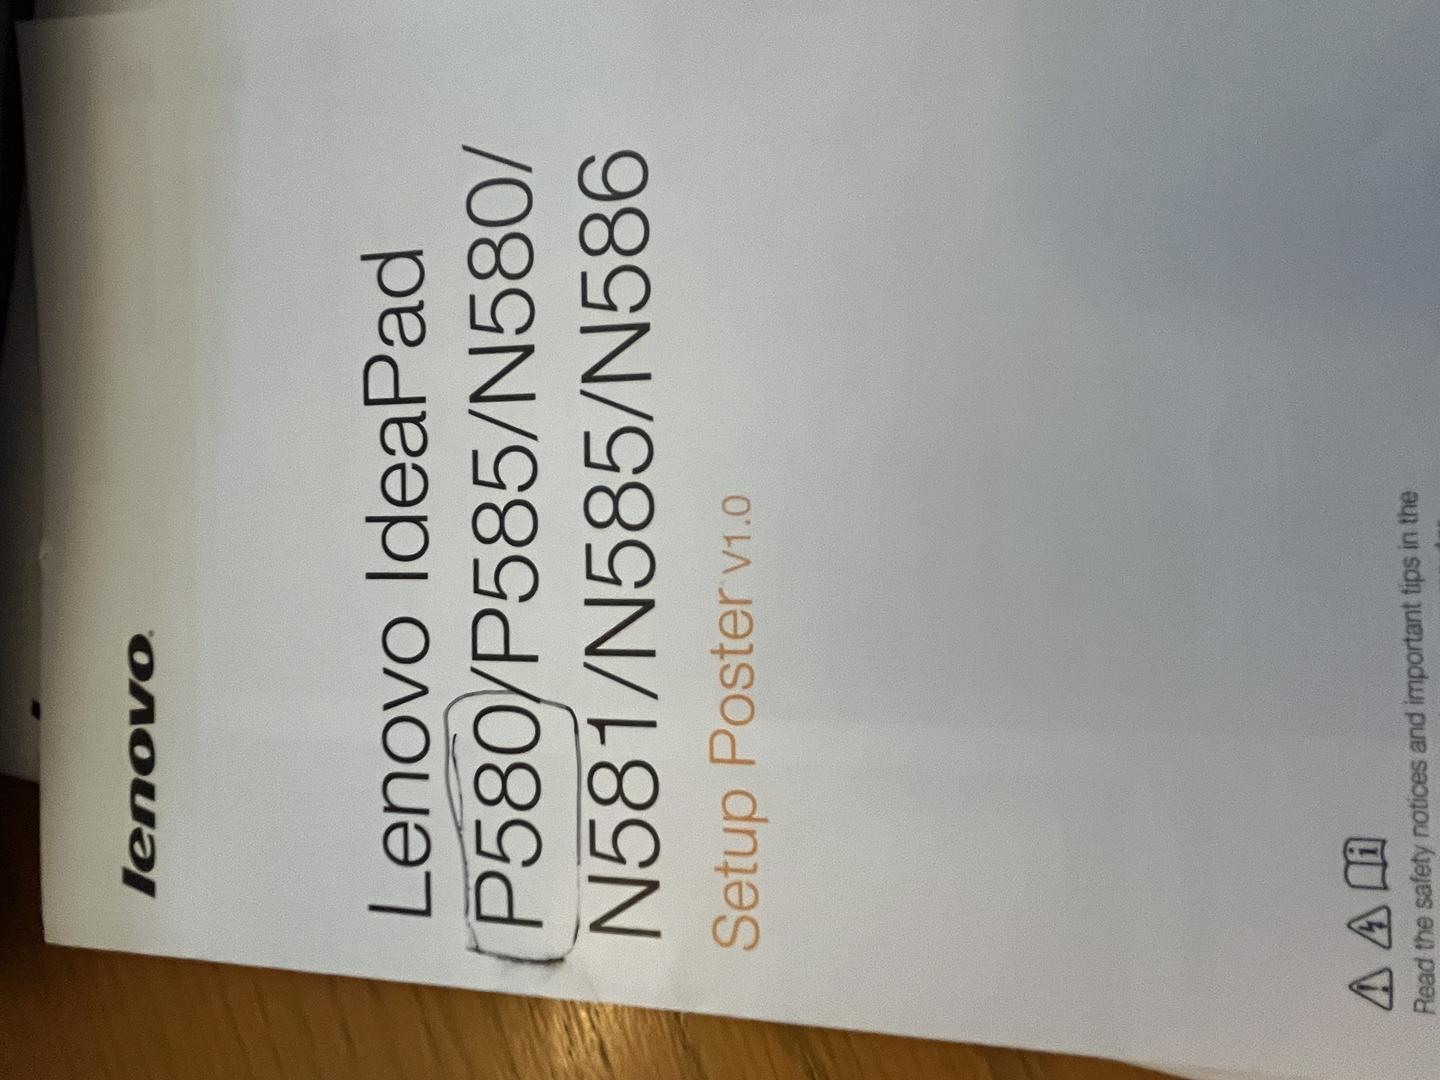 lenovo
Lenovo IdeaPad
P580/P585/N580/
N581/N585/N586
Setup Poster v1.0
Read the safety notices and important tips in the